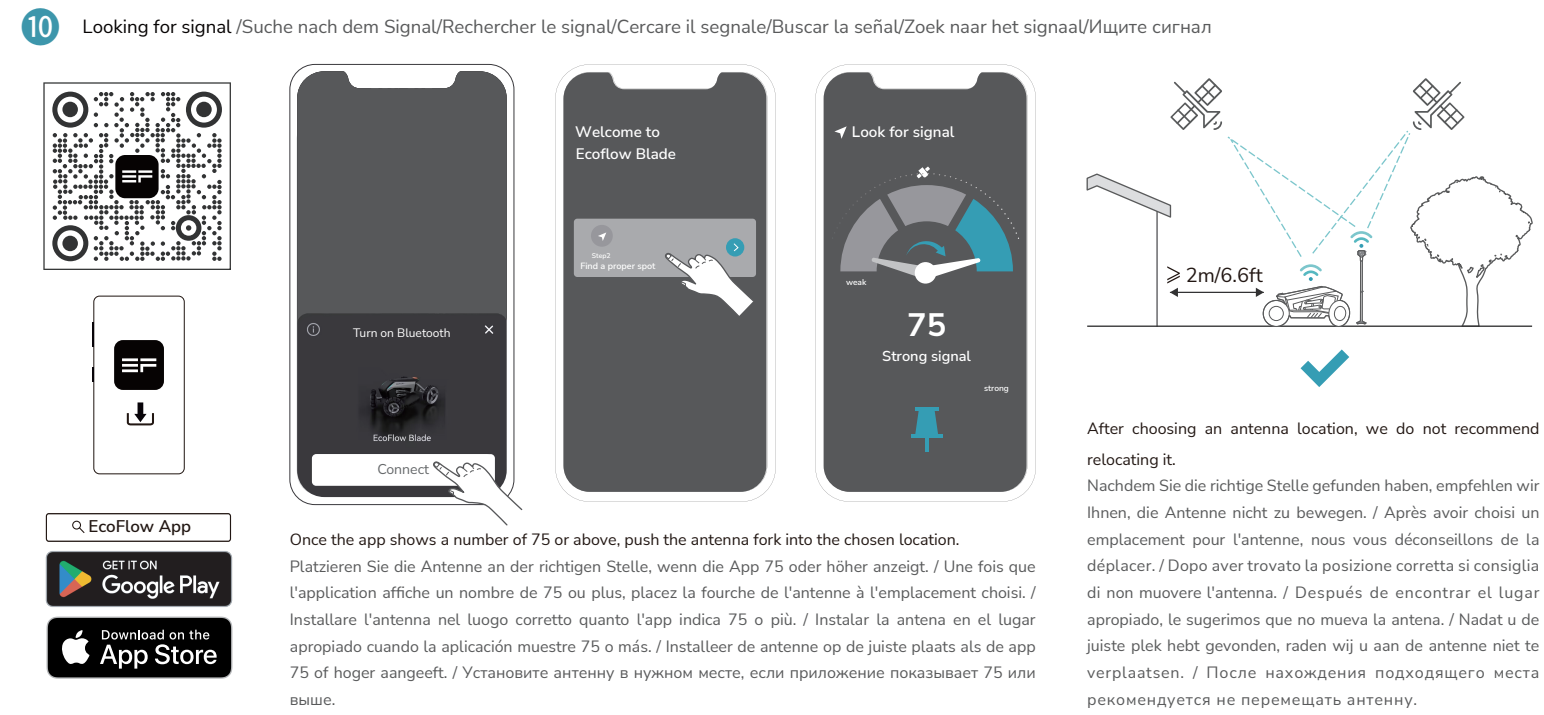 10 Looking for signal /Suche nach dem Signal/Rechercher le signal/Cercare il segnale/Buscar la señal/Zoek naar het signaal/Ищите сигнал
EF
EF
EcoFlow App
GET IT ON
Google Play
Download on the
App Store
Turn on Bluetooth ×
EcoFlow Blade
Connect
Welcome to
Ecoflow Blade
Step2
Find a proper spot
Look for signal
weak
75
Strong signal
strong
Once the app shows a number of 75 or above, push the antenna fork into the chosen location.
Platzieren Sie die Antenne an der richtigen Stelle, wenn die App 75 oder höher anzeigt. / Une fois que
l'application affiche un nombre de 75 ou plus, placez la fourche de l'antenne à l'emplacement choisi. /
Installare l'antenna nel luogo corretto quanto l'app indica 75 o più. / Instalar la antena en el lugar
apropiado cuando la aplicación muestre 75 o más. / Installeer de antenne op de juiste plaats als de app
75 of hoger aangeeft. / Установите антенну в нужном месте, если приложение показывает 75 или
выше.
⩾ 2m/6.6ft
After choosing an antenna location, we do not recommend
relocating it.
Nachdem Sie die richtige Stelle gefunden haben, empfehlen wir
Ihnen, die Antenne nicht zu bewegen. / Après avoir choisi un
emplacement pour l'antenne, nous vous déconseillons de la
déplacer. / Dopo aver trovato la posizione corretta si consiglia
di non muovere l'antenna. / Después de encontrar el lugar
apropiado, le sugerimos que no mueva la antena. / Nadat u de
juiste plek hebt gevonden, raden wij u aan de antenne niet te
verplaatsen. / После нахождения подходящего места
рекомендуется не перемещать антенну.